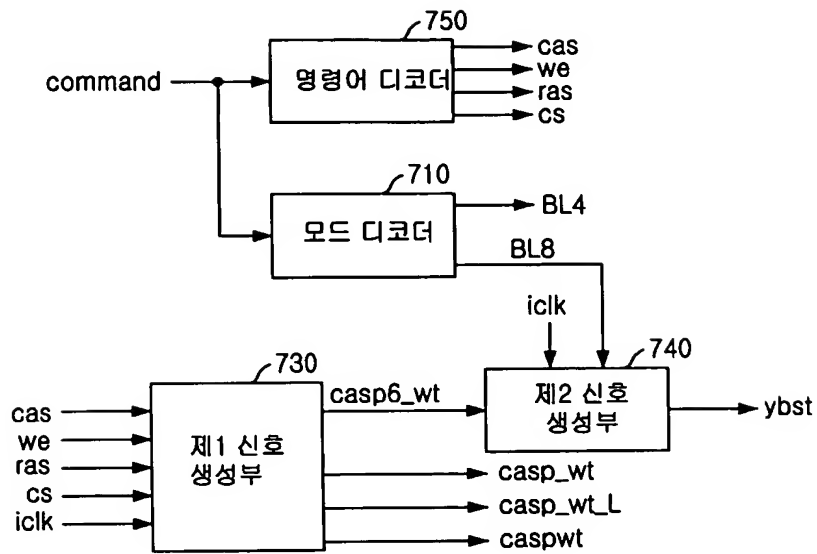 750
command
명령어 디코더
cas
we
ras
cs
710
모드 디코더
BL4
BL8
iclk
730
740
cas
we
ras
cs
iclk
제1 신호
생성부
casp6_wt
제2 신호
생성부
ybst
casp_wt
casp_wt_L
caspwt